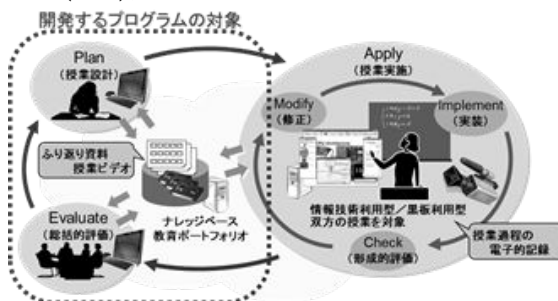 開発するプログラムの対象
Plan
(授業設計)
ふり返り資料
授業ビデオ
Evaluate
(総括的評価)
ナレッジベース
教育ポートフォリオ
Apply
(授業実施)
Modify
(修正)
Implement
(実装)
情報技術利用型/黒板利用型
双方の授業を対象
Check
(形成的評価)
授業過程の
電子的記録